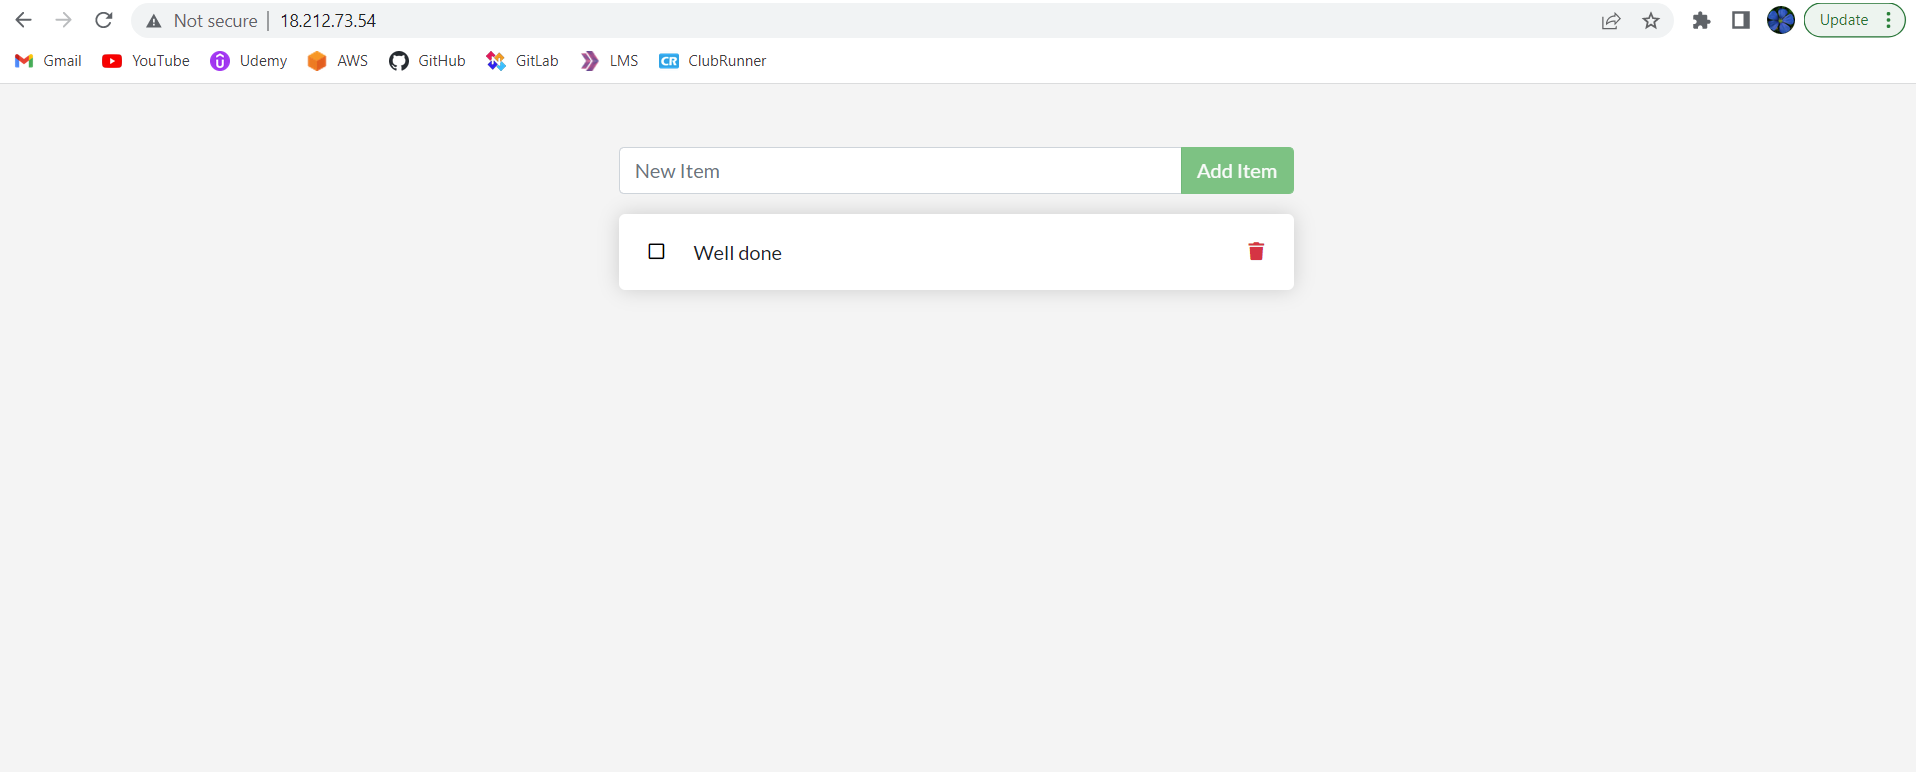 Not secure | 18.212.73.54 Update
Gmail YouTube Udemy AWS GitHub GitLab LMS CR ClubRunner
New Item Add Item
Well done